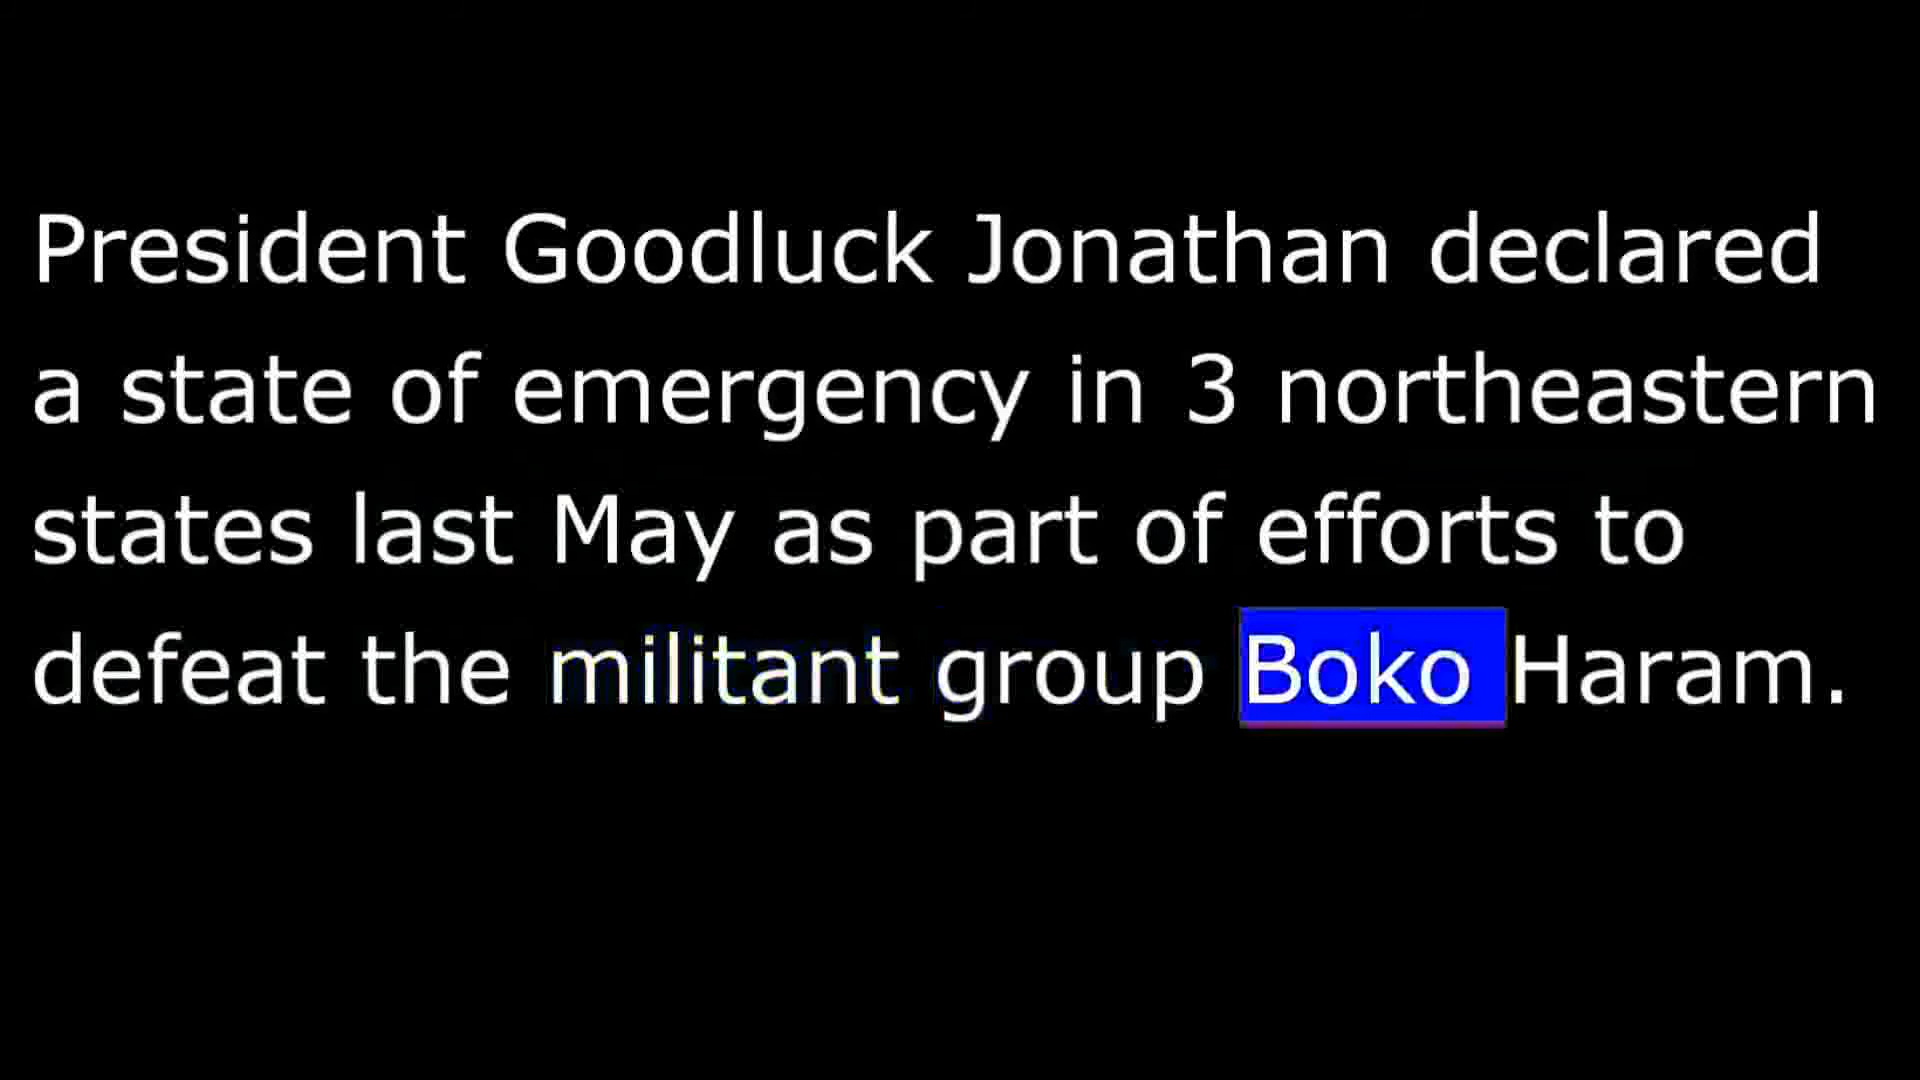 President Goodluck Jonathan declared
a state of emergency in 3 northeastern
states last May as part of efforts to
defeat the militant group Boko Haram.